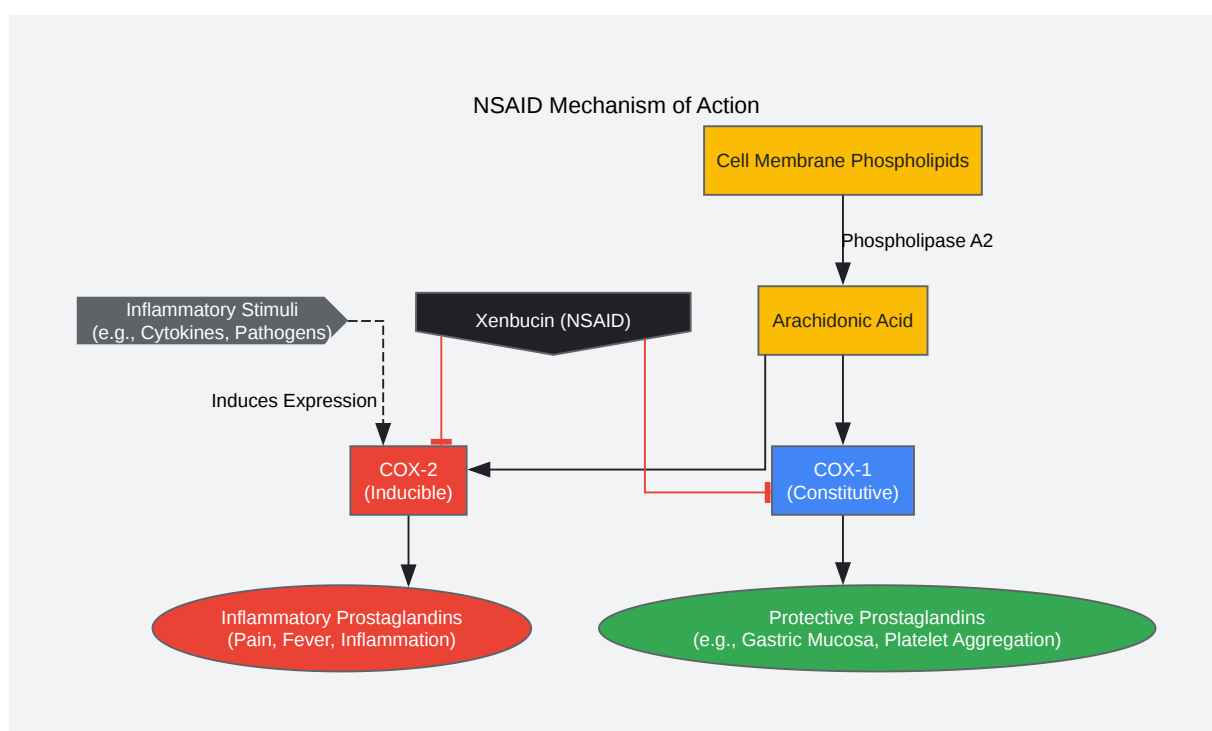 NSAID Mechanism of Action
Cell Membrane Phospholipids
Phospholipase A2
Inflammatory Stimuli
(e.g., Cytokines, Pathogens)
Xenbucin (NSAID)
Arachidonic Acid
Induces Expression
COX-2
(Inducible)
COX-1
(Constitutive)
Inflammatory Prostaglandins
(Pain, Fever, Inflammation)
Protective Prostaglandins
(e.g., Gastric Mucosa, Platelet Aggregation)